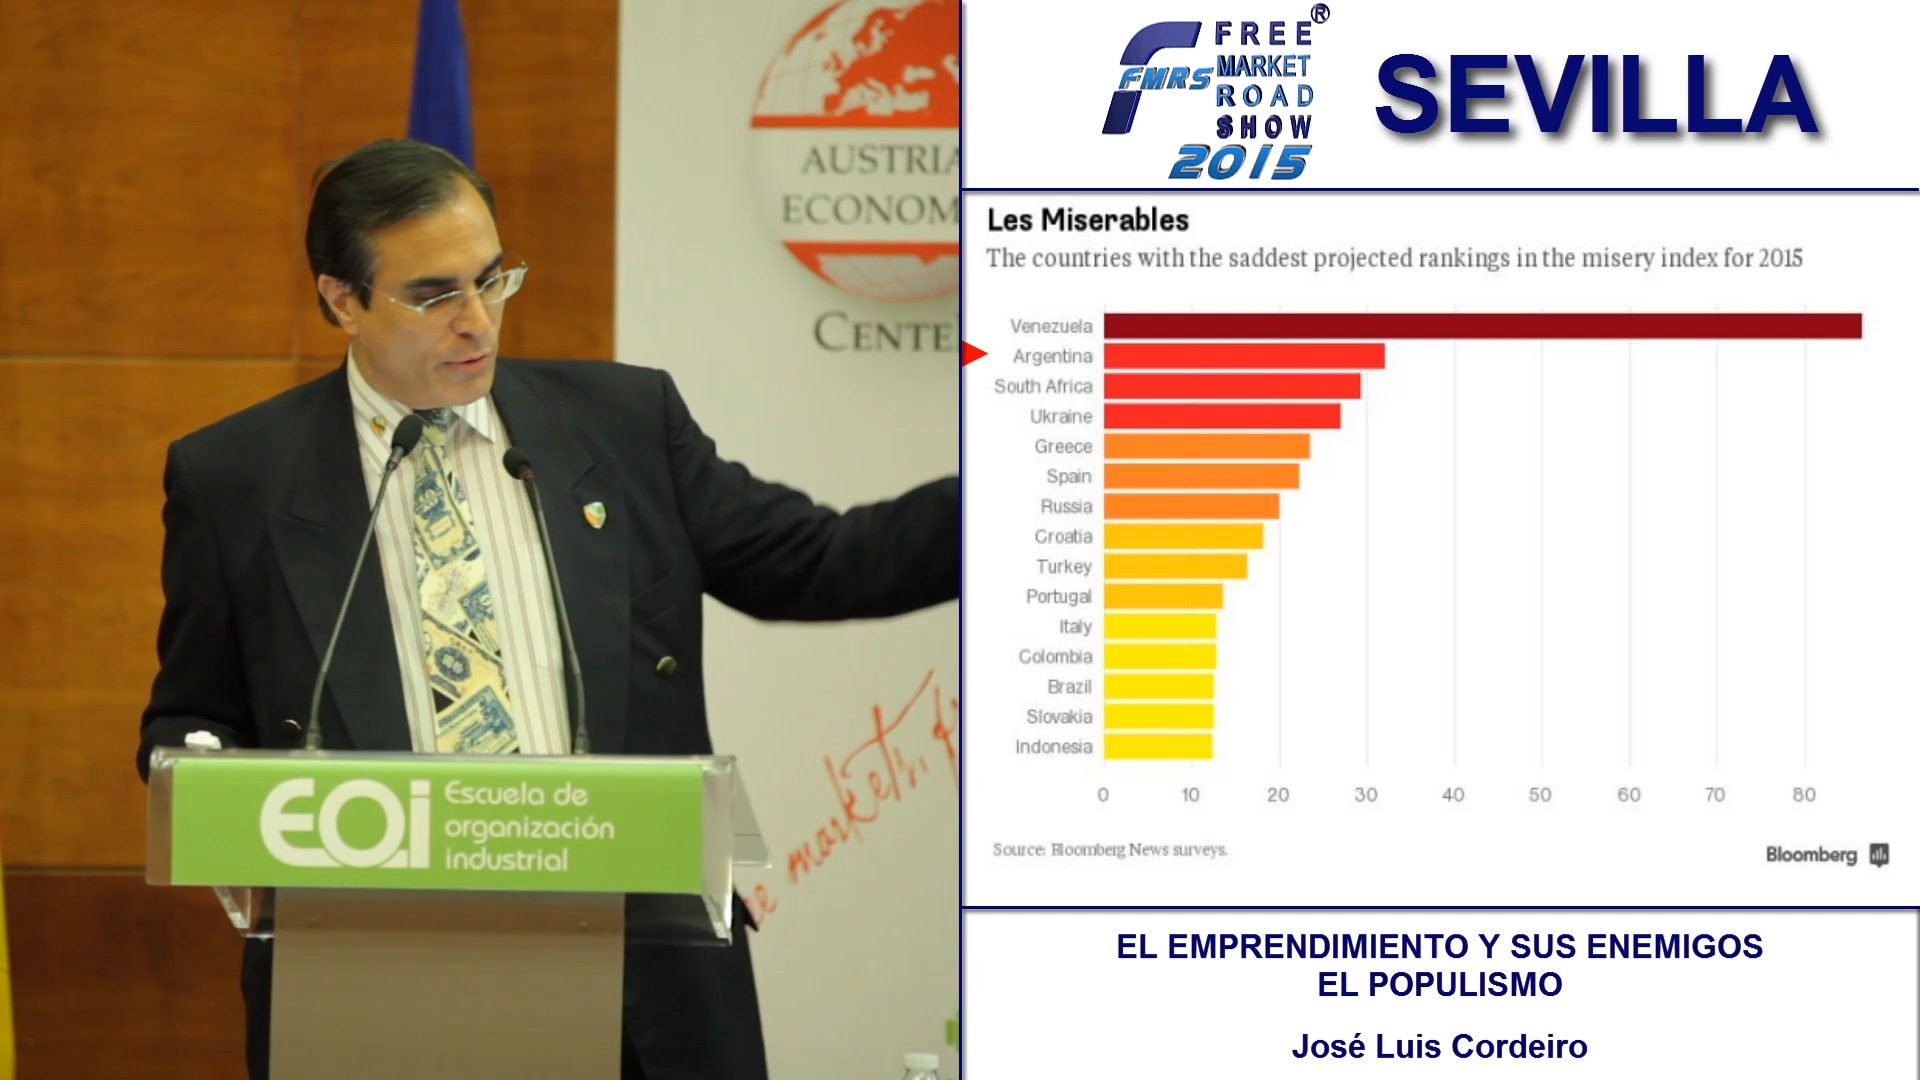 AUSTRIA
ECONOM
CENTE
markets,
EOi Escuela de
organización
industrial
FREE
MARKET
ROAD
SHOW
FMRS
®
2015
SEVILLA
Les Miserables
The countries with the saddest projected rankings in the misery index for 2015
Venezuela
Argentina
South Africa
Ukraine
Greece
Spain
Russia
Croatia
Turkey
Portugal
Italy
Colombia
Brazil
Slovakia
Indonesia
0 10 20 30 40 50 60 70 80
Source: Bloomberg News surveys.
Bloomberg
EL EMPRENDIMIENTO Y SUS ENEMIGOS
EL POPULISMO
José Luis Cordeiro